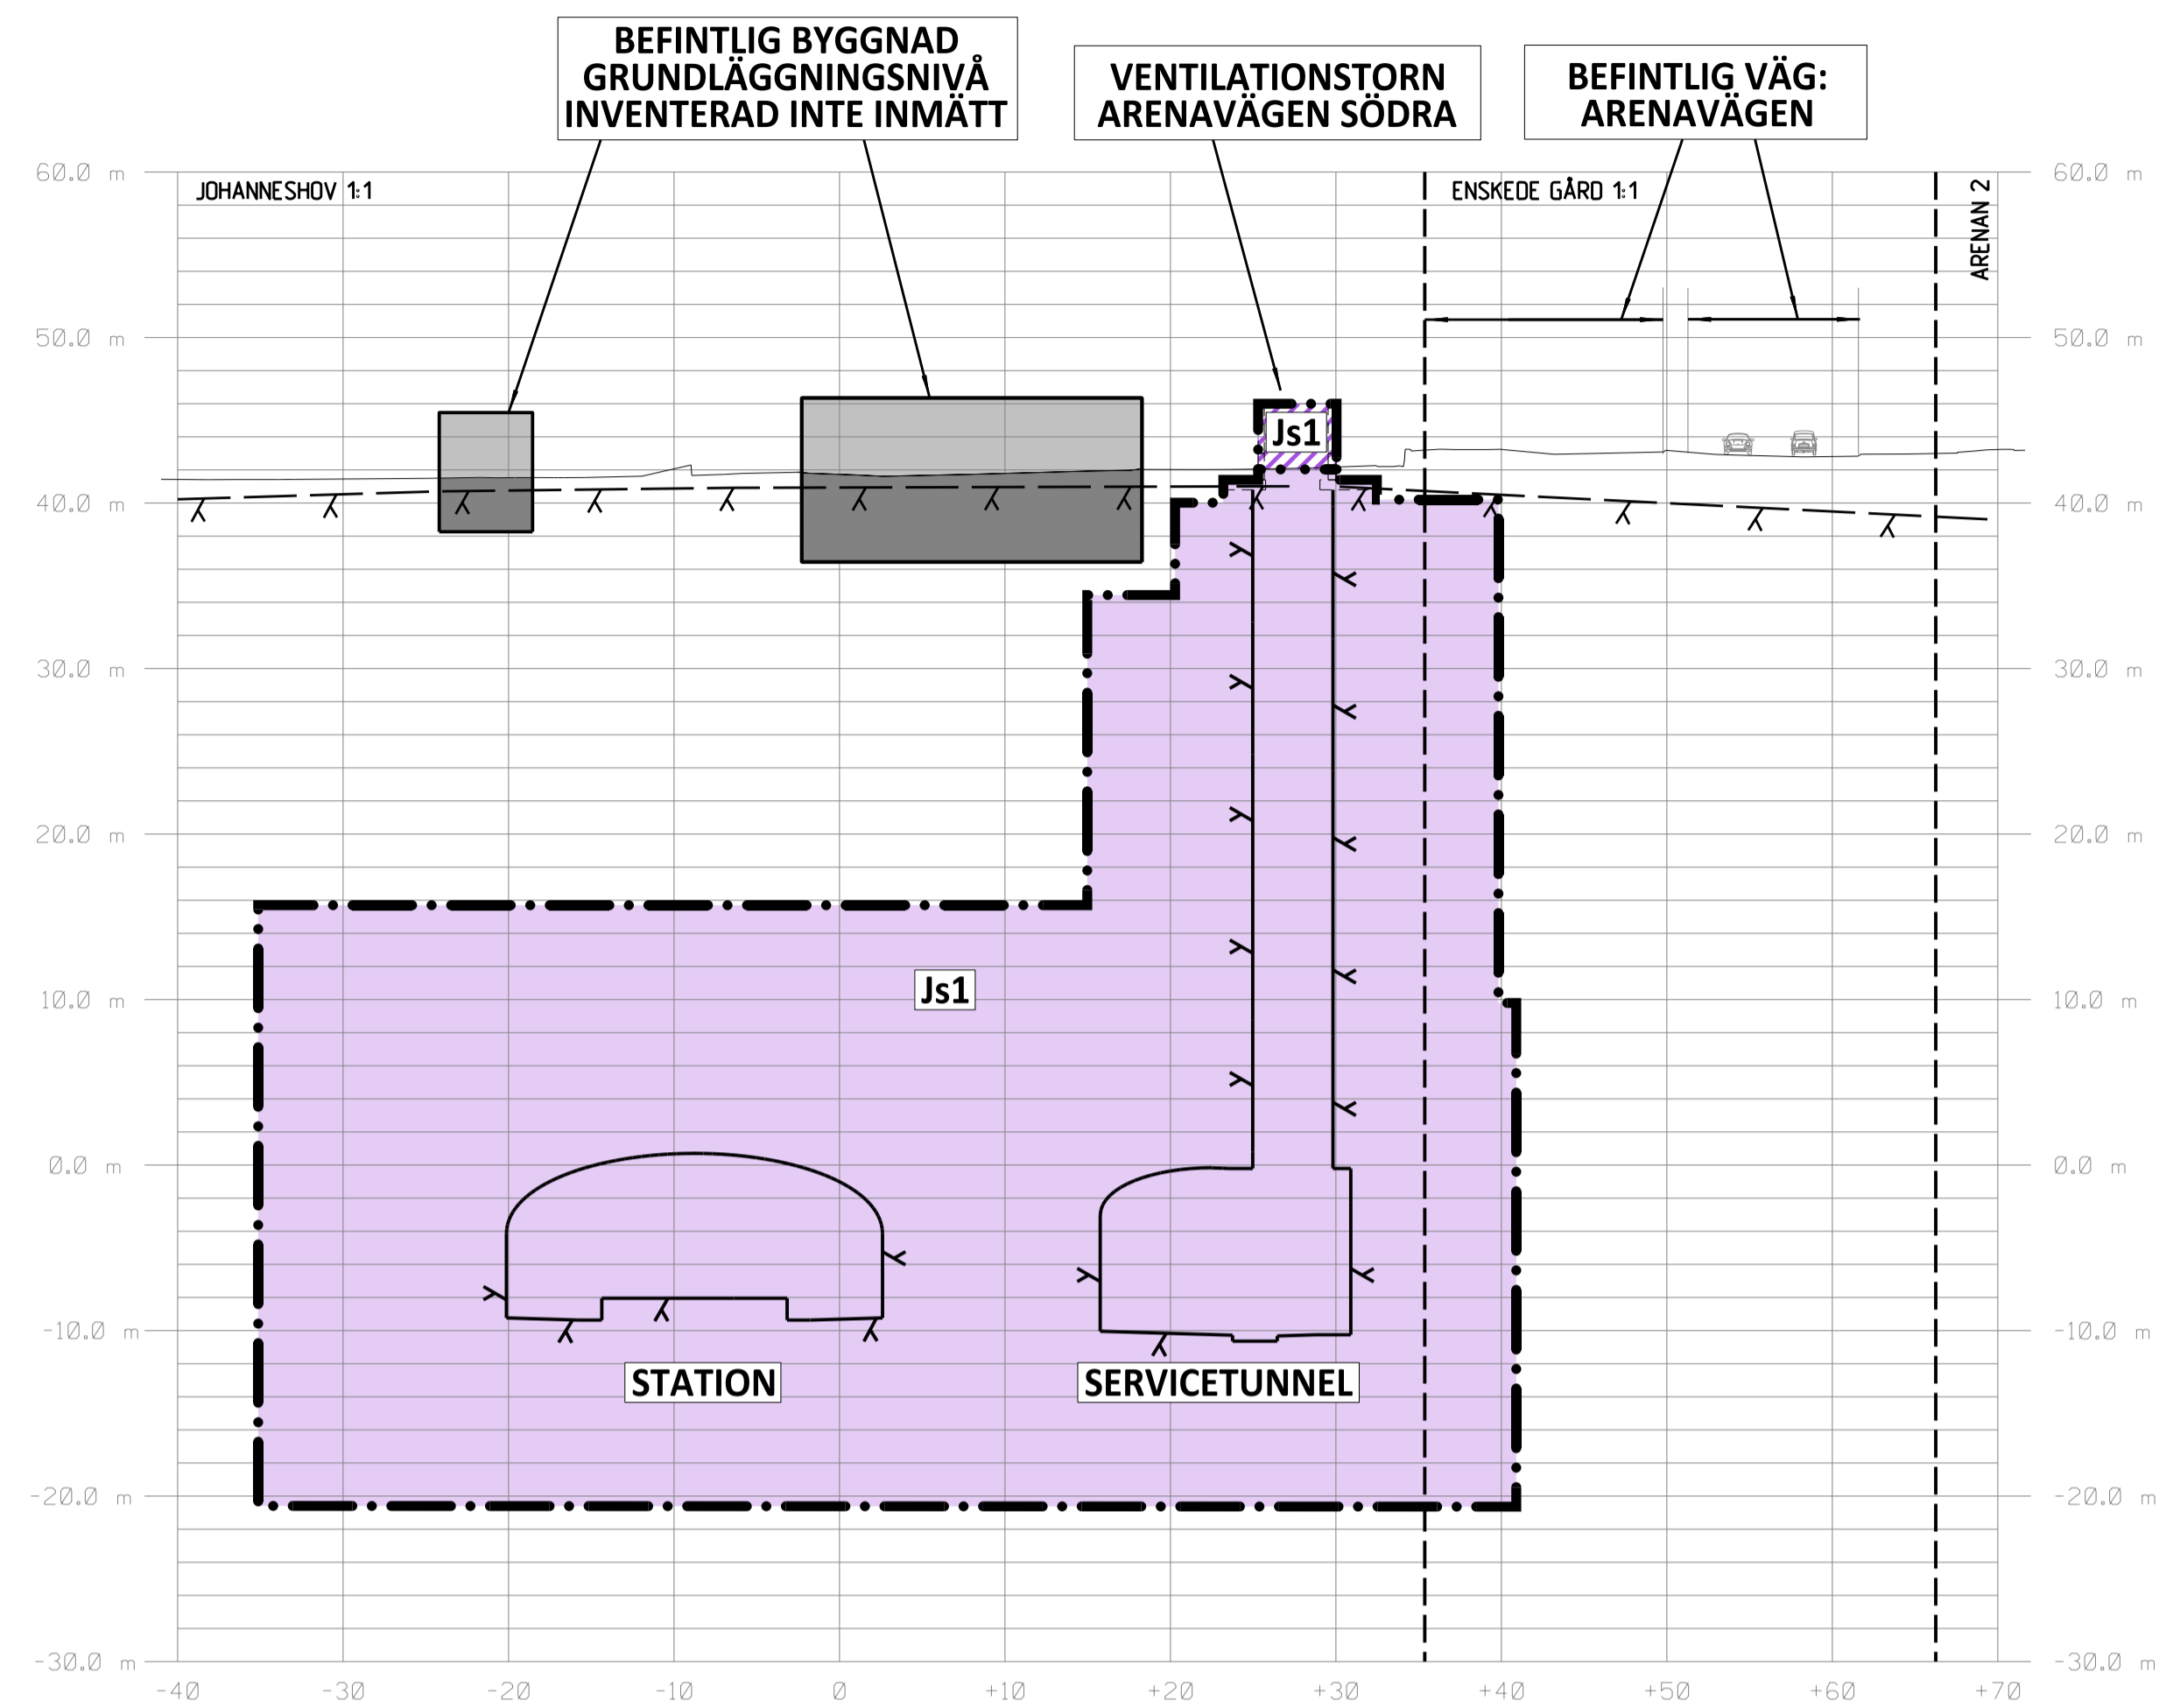 BEFINTLIG BYGGNAD
GRUNDLÄGGNINGSNIVÅ
INVENTERAD INTE INMÄTT
VENTILATIONSTORN
ARENAVÄGEN SÖDRA
BEFINTLIG VÄG:
ARENAVÄGEN
60.0 m
JOHANNESHOV 1:1
ENSKEDE GÅRD 1:1
ARENAN 2
60.0 m
50.0 m
50.0 m
Js1
40.0 m
40.0 m
30.0 m
30.0 m
20.0 m
20.0 m
Js1
10.0 m
10.0 m
0.0 m
0.0 m
-10.0 m
-10.0 m
STATION
SERVICETUNNEL
-20.0 m
-20.0 m
-30.0 m
-30.0 m
-40 -30 -20 -10 0 +10 +20 +30 +40 +50 +60 +70